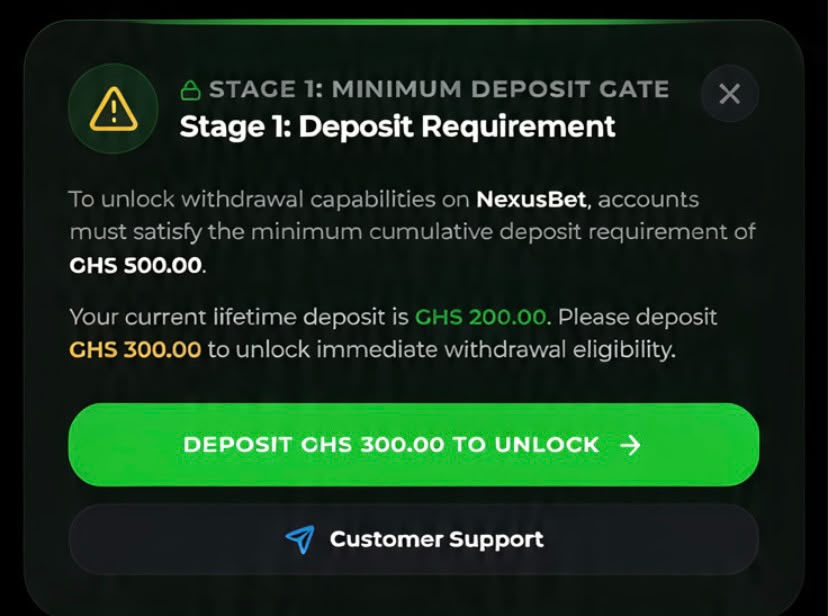 STAGE 1: MINIMUM DEPOSIT GATE
Stage 1: Deposit Requirement
To unlock withdrawal capabilities on NexusBet, accounts
must satisfy the minimum cumulative deposit requirement of
GHS 500.00.
Your current lifetime deposit is GHS 200.00. Please deposit
GHS 300.00 to unlock immediate withdrawal eligibility.
DEPOSIT GHS 300.00 TO UNLOCK →
Customer Support